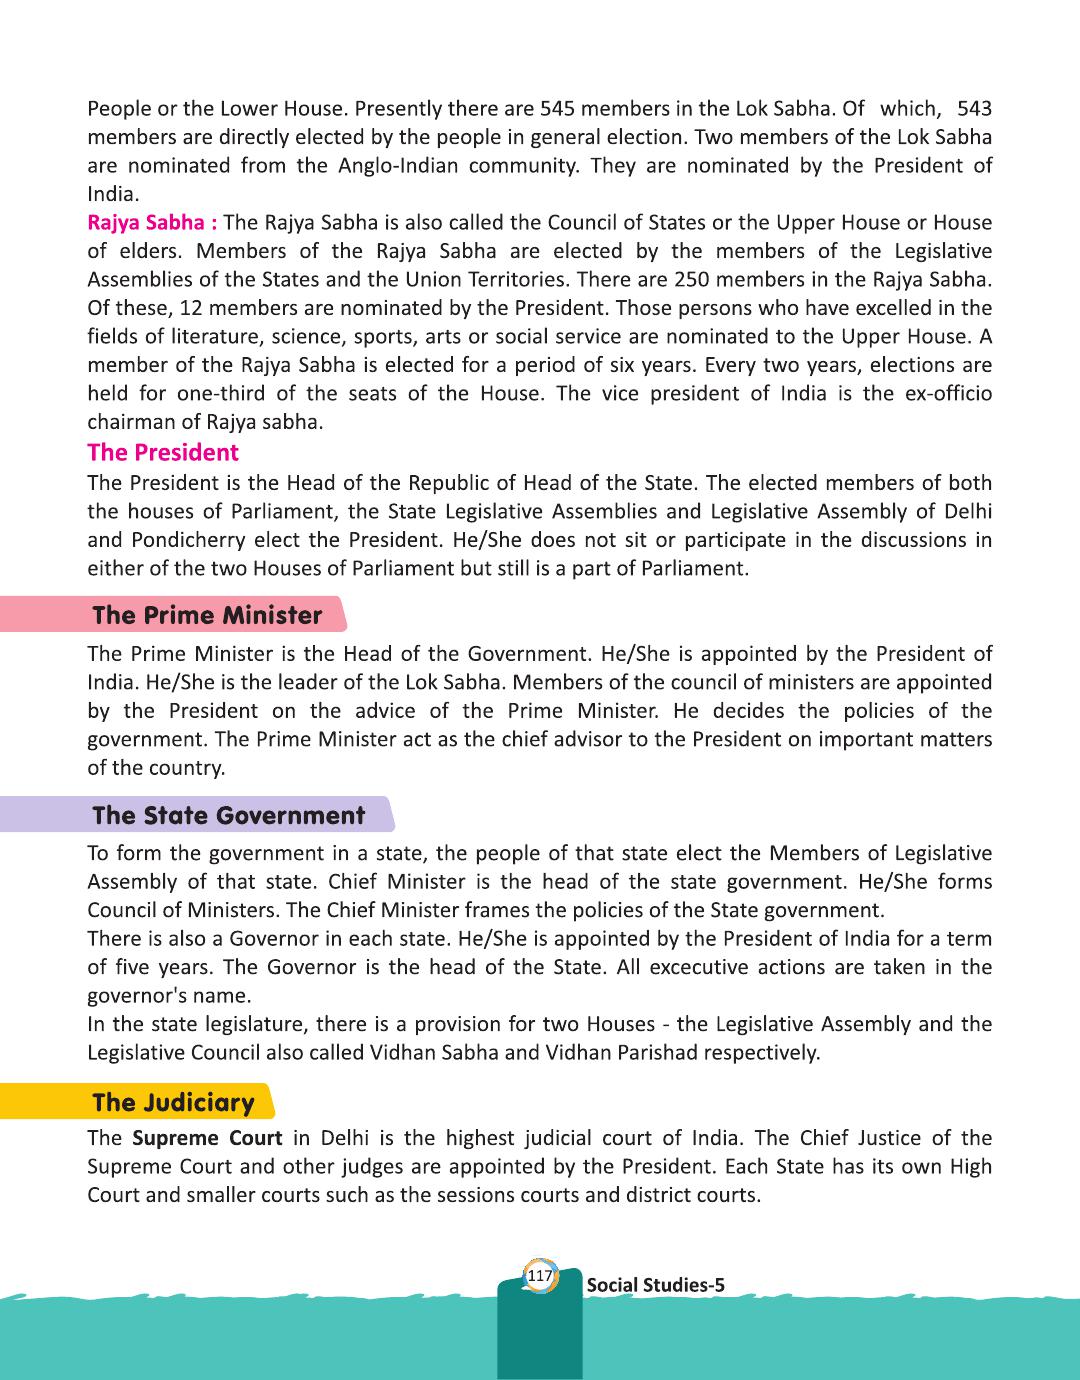 People or the Lower House. Presently there are 545 members in the Lok Sabha. Of which, 543
members are directly elected by the people in general election. Two members of the Lok Sabha
are nominated from the Anglo-Indian community. They are nominated by the President of
India.
Rajya Sabha : The Rajya Sabha is also called the Council of States or the Upper House or House
of elders. Members of the Rajya Sabha are elected by the members of the Legislative
Assemblies of the States and the Union Territories. There are 250 members in the Rajya Sabha.
Of these, 12 members are nominated by the President. Those persons who have excelled in the
fields of literature, science, sports, arts or social service are nominated to the Upper House. A
member of the Rajya Sabha is elected for a period of six years. Every two years, elections are
held for one-third of the seats of the House. The vice president of India is the ex-officio
chairman of Rajya sabha.
The President
The President is the Head of the Republic of Head of the State. The elected members of both
the houses of Parliament, the State Legislative Assemblies and Legislative Assembly of Delhi
and Pondicherry elect the President. He/She does not sit or participate in the discussions in
either of the two Houses of Parliament but still is a part of Parliament.
The Prime Minister
The Prime Minister is the Head of the Government. He/She is appointed by the President of
India. He/She is the leader of the Lok Sabha. Members of the council of ministers are appointed
by the President on the advice of the Prime Minister. He decides the policies of the
government. The Prime Minister act as the chief advisor to the President on important matters
of the country.
The State Government
To form the government in a state, the people of that state elect the Members of Legislative
Assembly of that state. Chief Minister is the head of the state government. He/She forms
Council of Ministers. The Chief Minister frames the policies of the State government.
There is also a Governor in each state. He/She is appointed by the President of India for a term
of five years. The Governor is the head of the State. All excecutive actions are taken in the
governor's name.
In the state legislature, there is a provision for two Houses - the Legislative Assembly and the
Legislative Council also called Vidhan Sabha and Vidhan Parishad respectively.
The Judiciary
The Supreme Court in Delhi is the highest judicial court of India. The Chief Justice of the
Supreme Court and other judges are appointed by the President. Each State has its own High
Court and smaller courts such as the sessions courts and district courts.
117
Social Studies-5